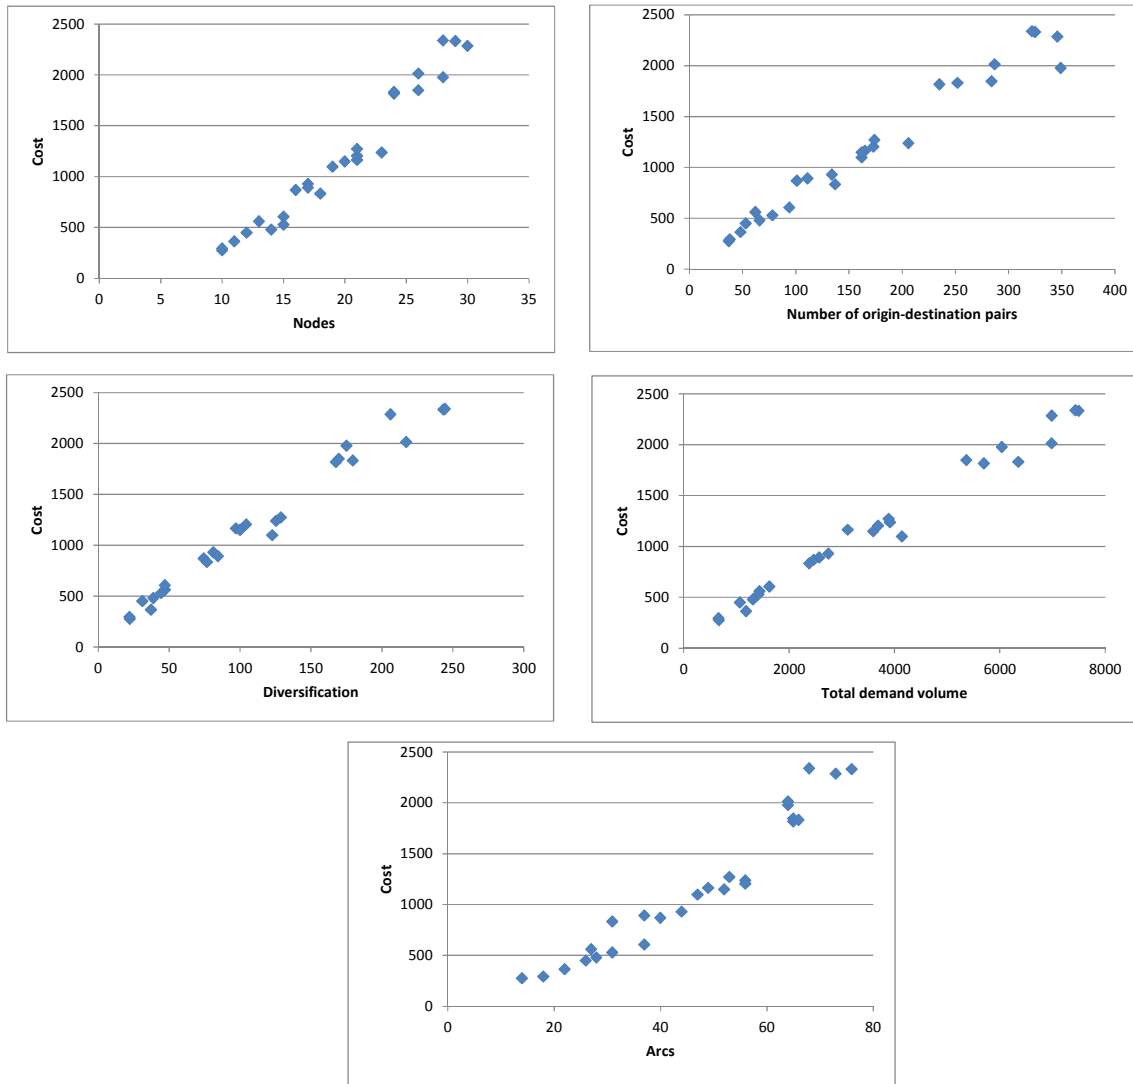 2500
2000
1500
1000
500
0
Cost
0 5 10 15 20 25 30 35
Nodes
2500
2000
1500
1000
500
0
Cost
0 50 100 150 200 250 300 350 400
Number of origin-destination pairs
2500
2000
1500
1000
500
0
Cost
0 50 100 150 200 250 300
Diversification
2500
2000
1500
1000
500
0
Cost
0 2000 4000 6000 8000
Total demand volume
2500
2000
1500
1000
500
0
Cost
0 20 40 60 80
Arcs